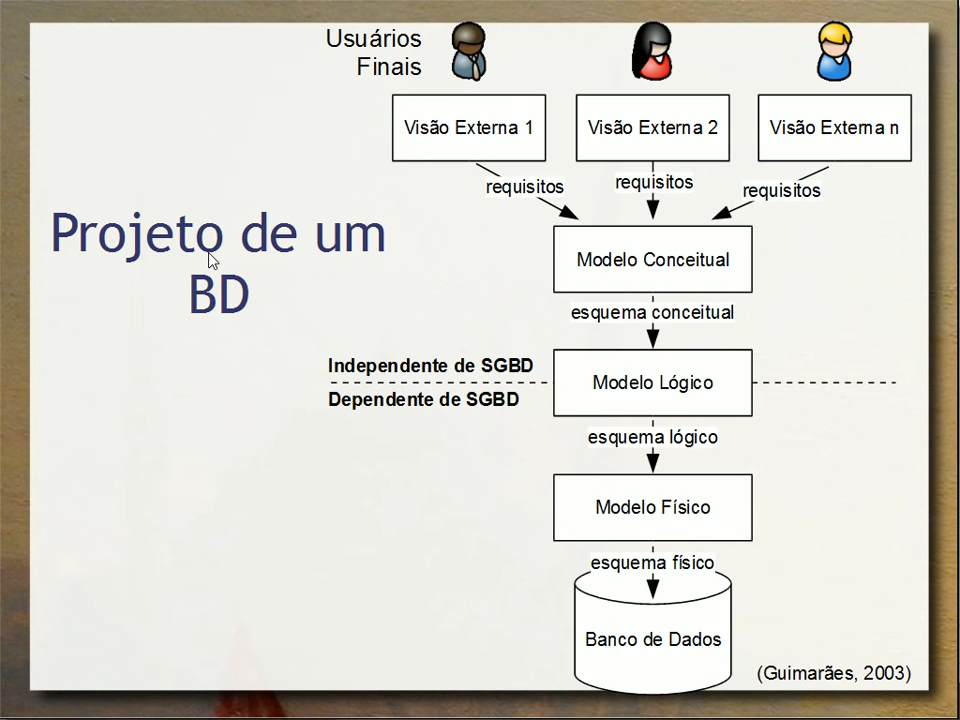 Usuários
Finais
Visão Externa 1
Visão Externa 2
Visão Externa n
requisitos
requisitos
requisitos
Projeto de um
BD
Modelo Conceitual
esquema conceitual
Independente de SGBD
Modelo Lógico
Dependente de SGBD
esquema lógico
Modelo Físico
esquema físico
Banco de Dados
(Guimarães, 2003)